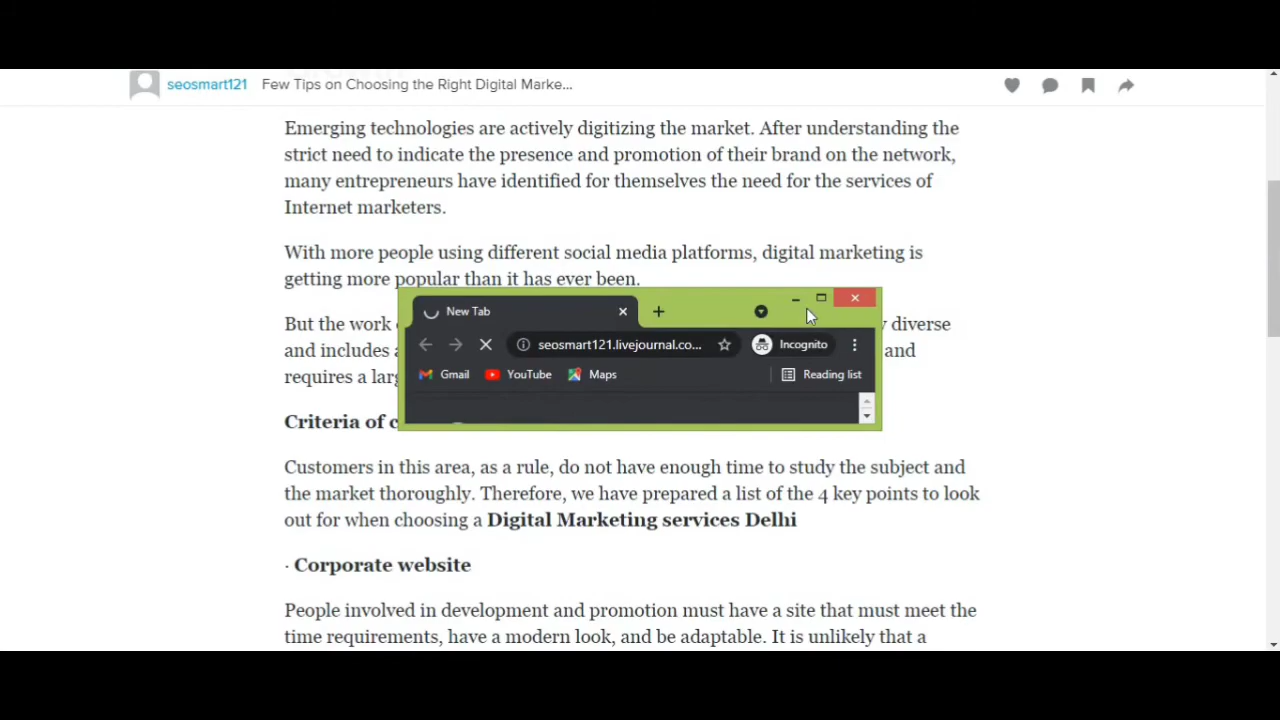 seosmart121 Few Tips on Choosing the Right Digital Marke...
Emerging technologies are actively digitizing the market. After understanding the
strict need to indicate the presence and promotion of their brand on the network,
many entrepreneurs have identified for themselves the need for the services of
Internet marketers.
With more people using different social media platforms, digital marketing is
getting more popular than it has ever been.
New Tab
But the work
diverse
seosmart121.livejournal.co... Incognito
and includes
and
Gmail YouTube Maps Reading list
requires a
Criteria of
Customers in this area, as a rule, do not have enough time to study the subject and
the market thoroughly. Therefore, we have prepared a list of the 4 key points to look
out for when choosing a Digital Marketing services Delhi
· Corporate website
People involved in development and promotion must have a site that must meet the
time requirements, have a modern look, and be adaptable. It is unlikely that a